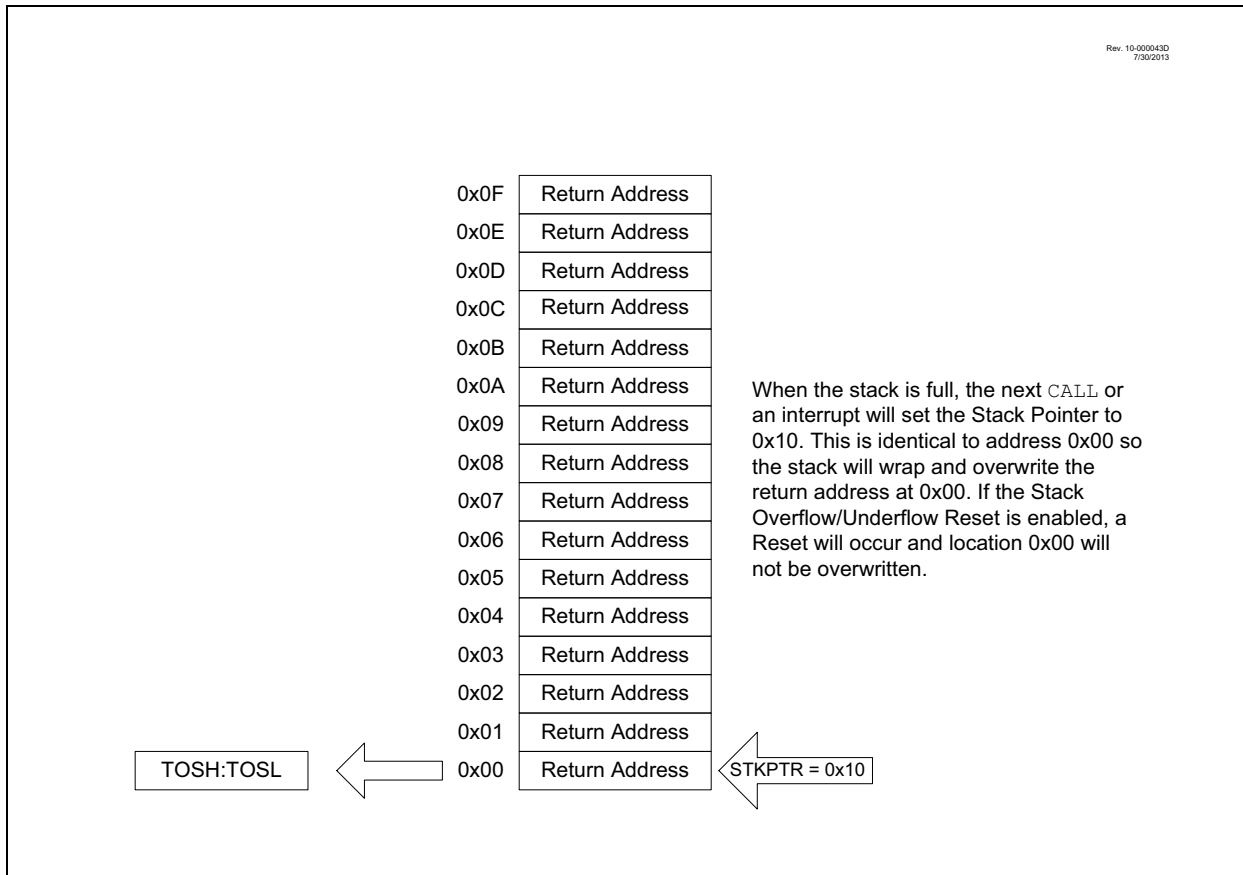 Rev. 10-000043D
7/30/2013
0x0F Return Address
0x0E Return Address
0x0D Return Address
0x0C Return Address
0x0B Return Address
0x0A Return Address
0x09 Return Address
0x08 Return Address
0x07 Return Address
0x06 Return Address
0x05 Return Address
0x04 Return Address
0x03 Return Address
0x02 Return Address
0x01 Return Address
TOSH:TOSL 0x00 Return Address STKPTR = 0x10
When the stack is full, the next CALL or
an interrupt will set the Stack Pointer to
0x10. This is identical to address 0x00 so
the stack will wrap and overwrite the
return address at 0x00. If the Stack
Overflow/Underflow Reset is enabled, a
Reset will occur and location 0x00 will
not be overwritten.